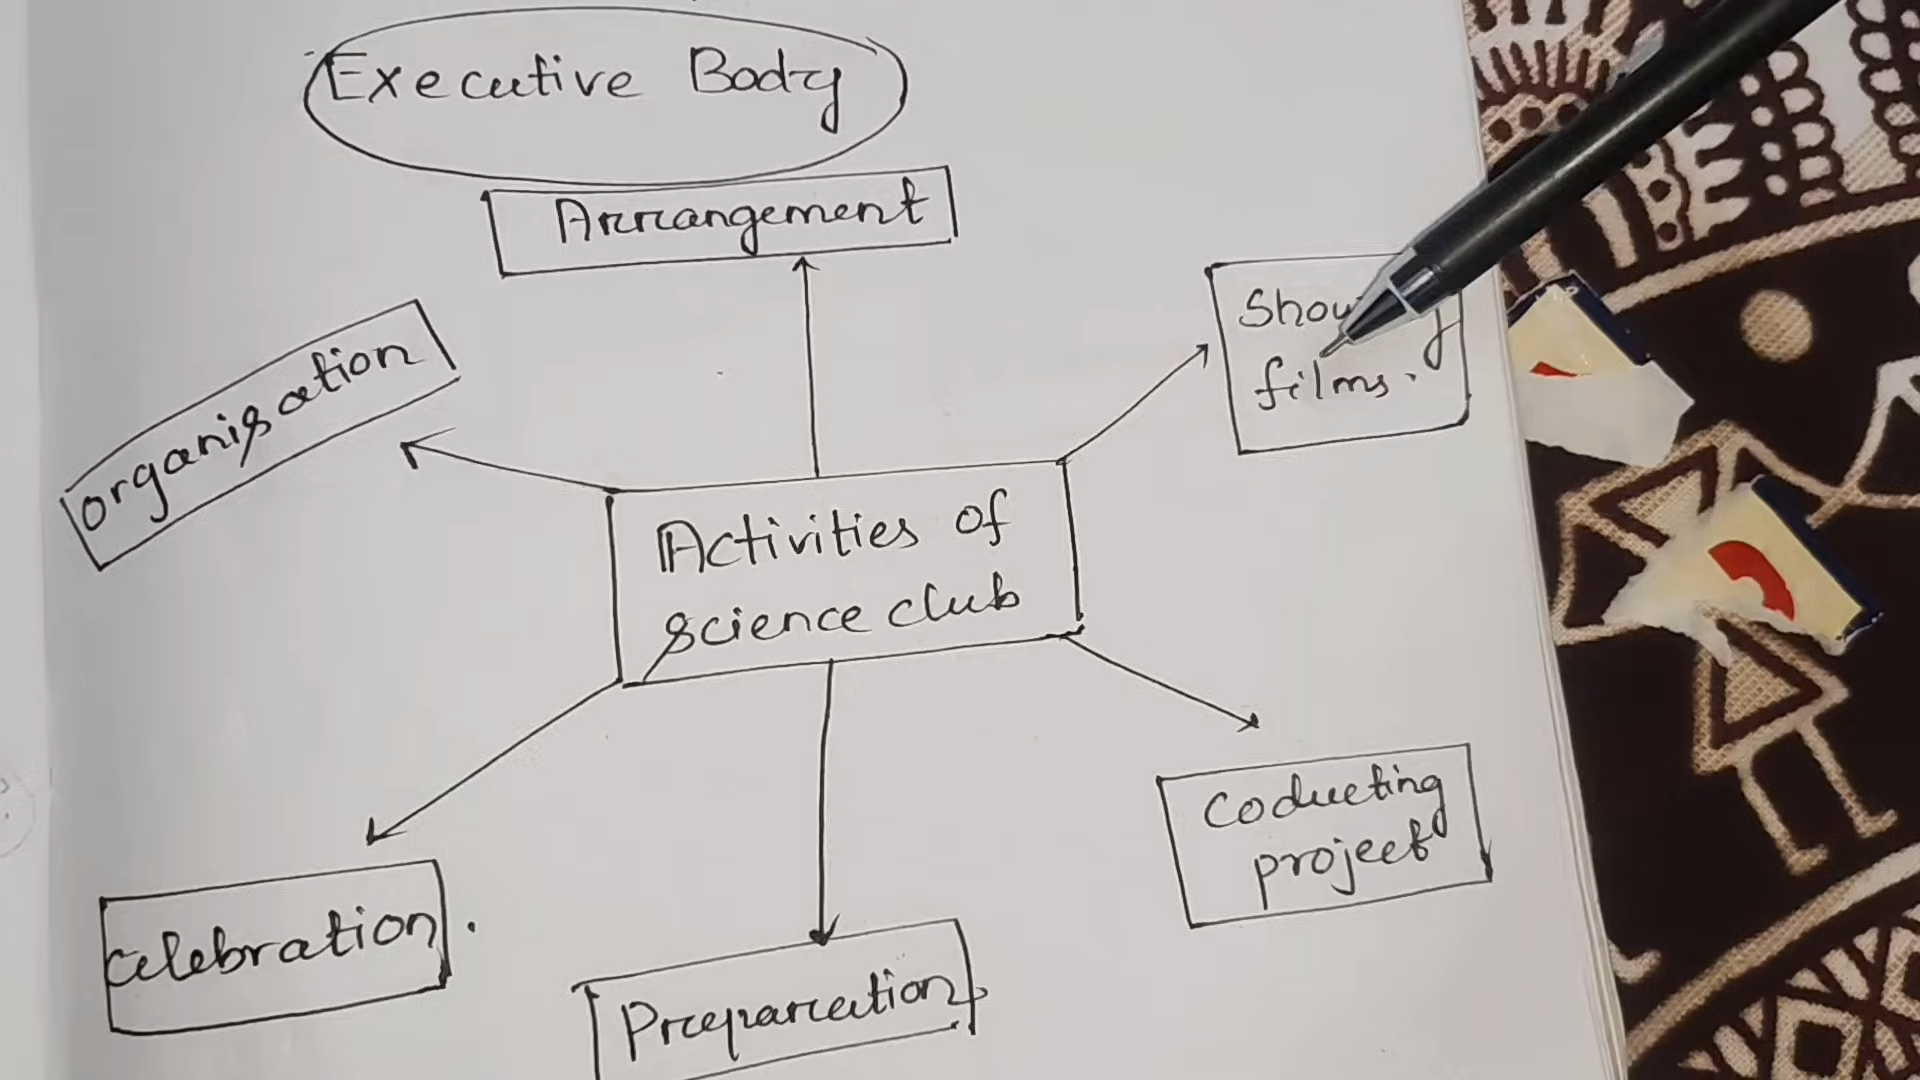 Executive Body
Arrangement
films.
organisation
Activities of
science club
Coducting
project
celebration.
Preparation